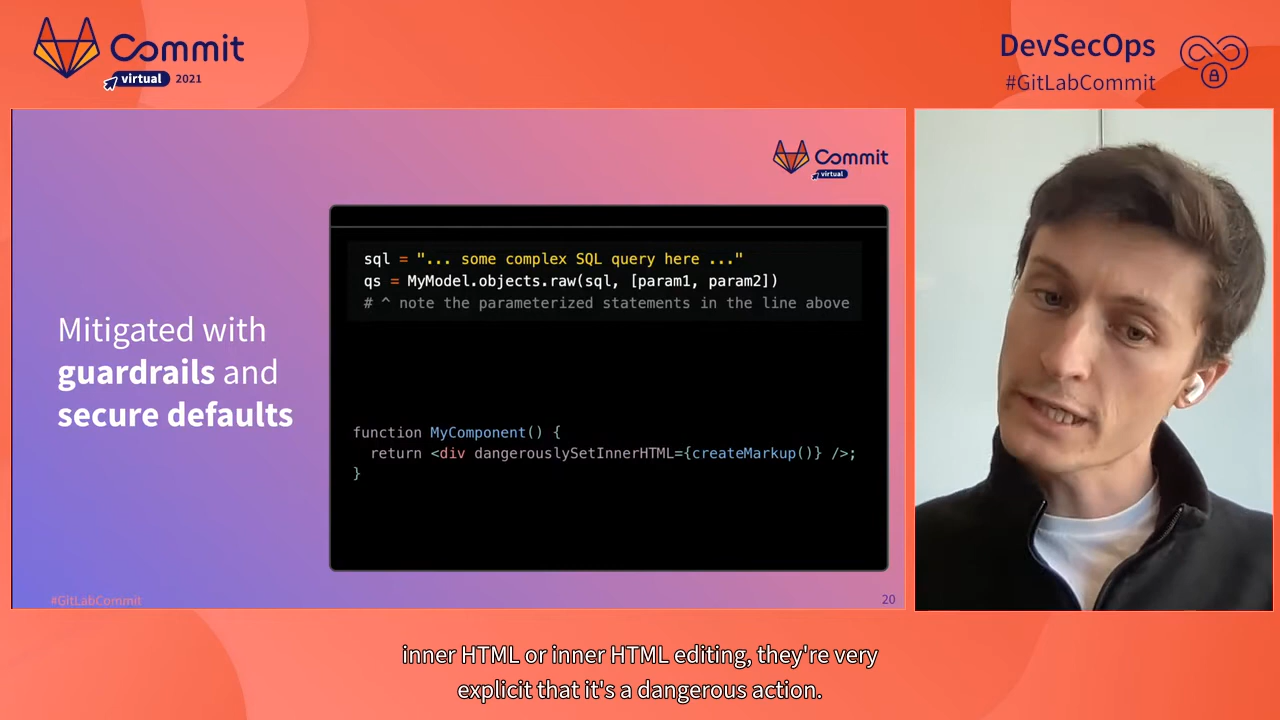 Commit
virtual 2021
DevSecOps
#GitLabCommit
Commit
virtual
Mitigated with
guardrails and
secure defaults
sql = "... some complex SQL query here ..."
qs = MyModel.objects.raw(sql, [param1, param2])
# ^ note the parameterized statements in the line above
function MyComponent() {
return <div dangerouslySetInnerHTML={createMarkup()} />;
}
#GitLabCommit
20
inner HTML or inner HTML editing, they're very
explicit that it's a dangerous action.